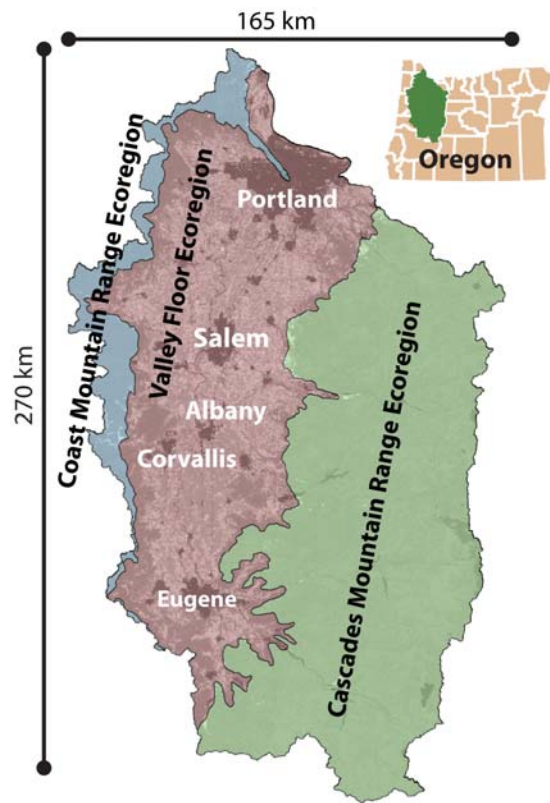 165 km
270 km
Oregon
Portland
Coast Mountain Range Ecoregion
Valley Floor Ecoregion
Salem
Albany
Corvallis
Eugene
Cascades Mountain Range Ecoregion